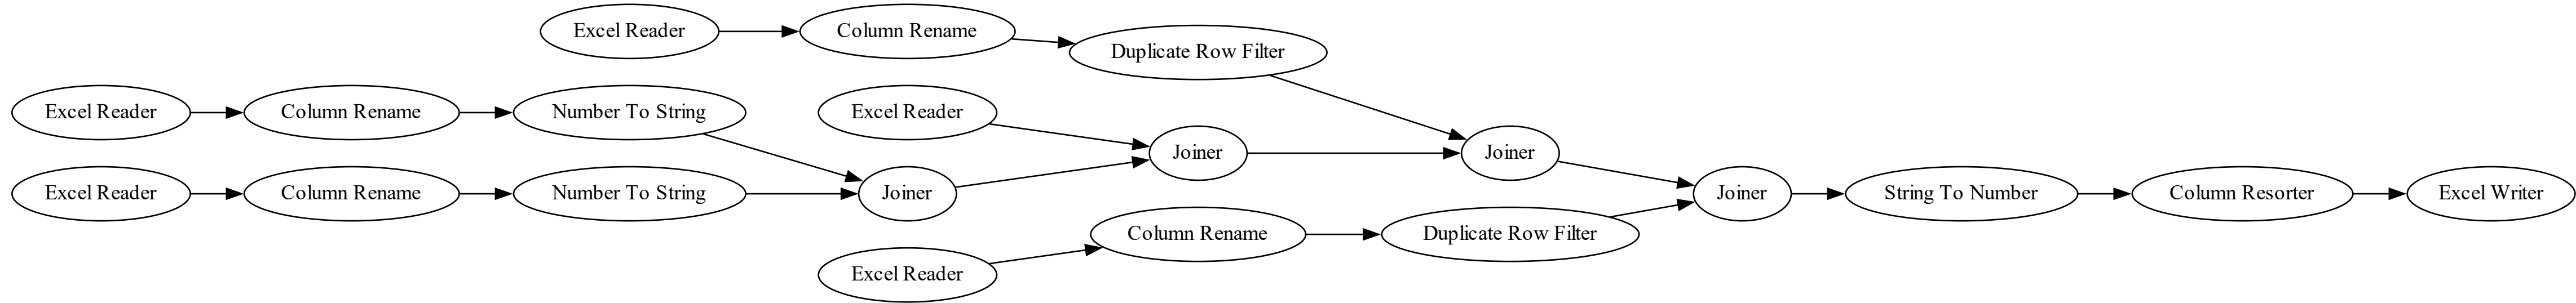 Excel Reader
Column Rename
Duplicate Row Filter
Excel Reader
Column Rename
Number To String
Excel Reader
Joiner
Joiner
Excel Reader
Column Rename
Number To String
Joiner
Joiner
String To Number
Column Resorter
Excel Writer
Column Rename
Duplicate Row Filter
Excel Reader